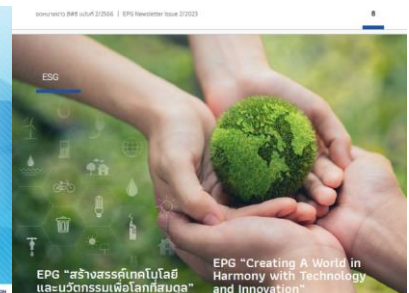 จดหมายข่าว อีพีจี ฉบับที่ 2/2566 | EPG Newsletter Issue 2/2023
8
ESG
EPG “สร้างสรรค์เทคโนโลยี
และนวัตกรรมเพื่อโลกที่สมดุล”
EPG “Creating A World in
Harmony with Technology
and Innovation”